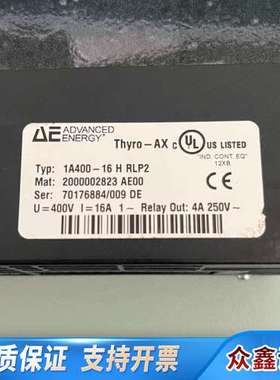 AE ADVANCED ENERGY®
Thyro-AX c UL US LISTED
"IND. CONT. EQ"
12XB
CE
Typ: 1A400-16 H RLP2
Mat: 2000002823 AE00
Ser: 70176884/009 DE
U=400V I=16A 1~ Relay Out: 4A 250V~
质保证 支持
众鑫